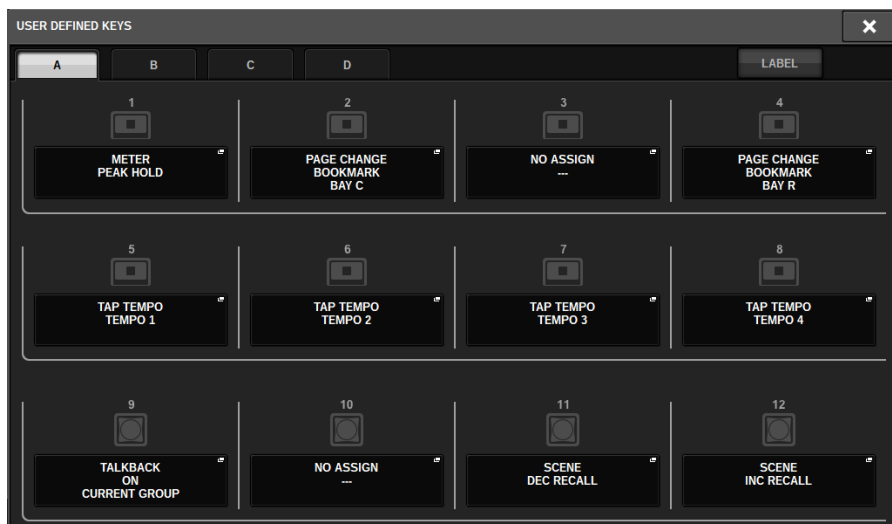 USER DEFINED KEYS
A B C D LABEL
1 2 3 4
METER
PEAK HOLD
PAGE CHANGE
BOOKMARK
BAY C
NO ASSIGN
---
PAGE CHANGE
BOOKMARK
BAY R
5 6 7 8
TAP TEMPO
TEMPO 1
TAP TEMPO
TEMPO 2
TAP TEMPO
TEMPO 3
TAP TEMPO
TEMPO 4
9 10 11 12
TALKBACK
ON
CURRENT GROUP
NO ASSIGN
---
SCENE
DEC RECALL
SCENE
INC RECALL